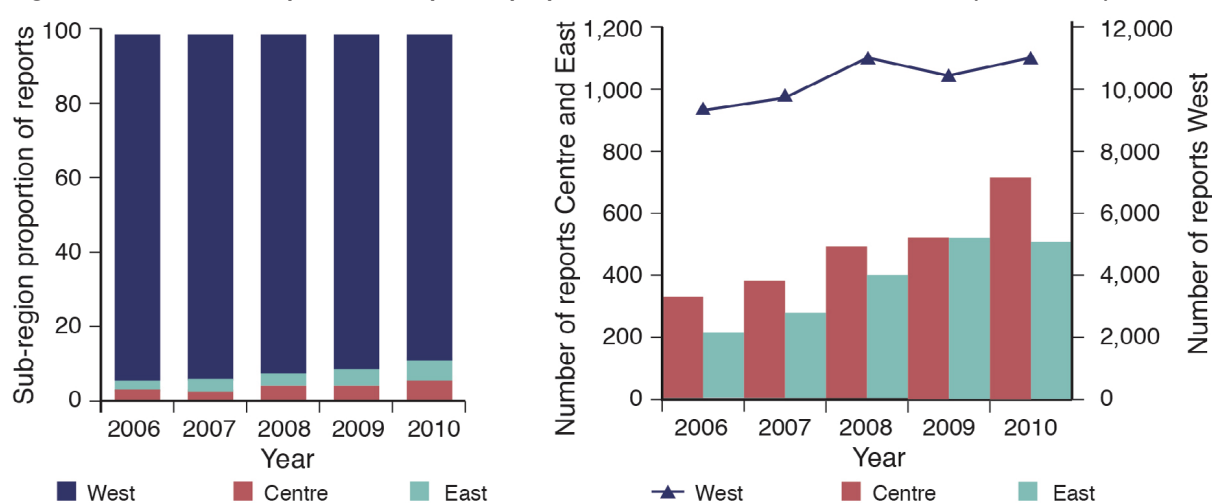 Sub-region proportion of reports
100
80
60
40
20
0
2006 2007 2008 2009 2010
Year
West Centre East
Number of reports Centre and East
1,200
1,000
800
600
400
200
0
12,000
10,000
8,000
6,000
4,000
2,000
0
Number of reports West
2006 2007 2008 2009 2010
Year
West Centre East